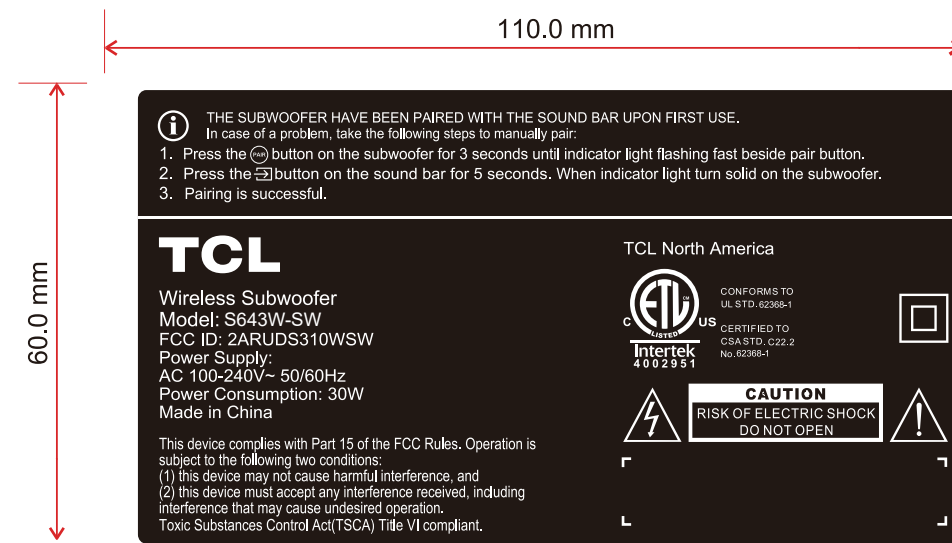 110.0 mm
60.0 mm
THE SUBWOOFER HAVE BEEN PAIRED WITH THE SOUND BAR UPON FIRST USE.
In case of a problem, take the following steps to manually pair:
1. Press the PAIR button on the subwoofer for 3 seconds until indicator light flashing fast beside pair button.
2. Press the button on the sound bar for 5 seconds. When indicator light turn solid on the subwoofer.
3. Pairing is successful.
TCL
Wireless Subwoofer
Model: S643W-SW
FCC ID: 2ARUDS310WSW
Power Supply:
AC 100-240V~ 50/60Hz
Power Consumption: 30W
Made in China
This device complies with Part 15 of the FCC Rules. Operation is
subject to the following two conditions:
(1) this device may not cause harmful interference, and
(2) this device must accept any interference received, including
interference that may cause undesired operation.
Toxic Substances Control Act(TSCA) Title VI compliant.
TCL North America
ETL CM
C US
LISTED
Intertek
4002951
CONFORMS TO
UL STD. 62368-1
CERTIFIED TO
CSA STD. C22.2
No. 62368-1
CAUTION
RISK OF ELECTRIC SHOCK
DO NOT OPEN